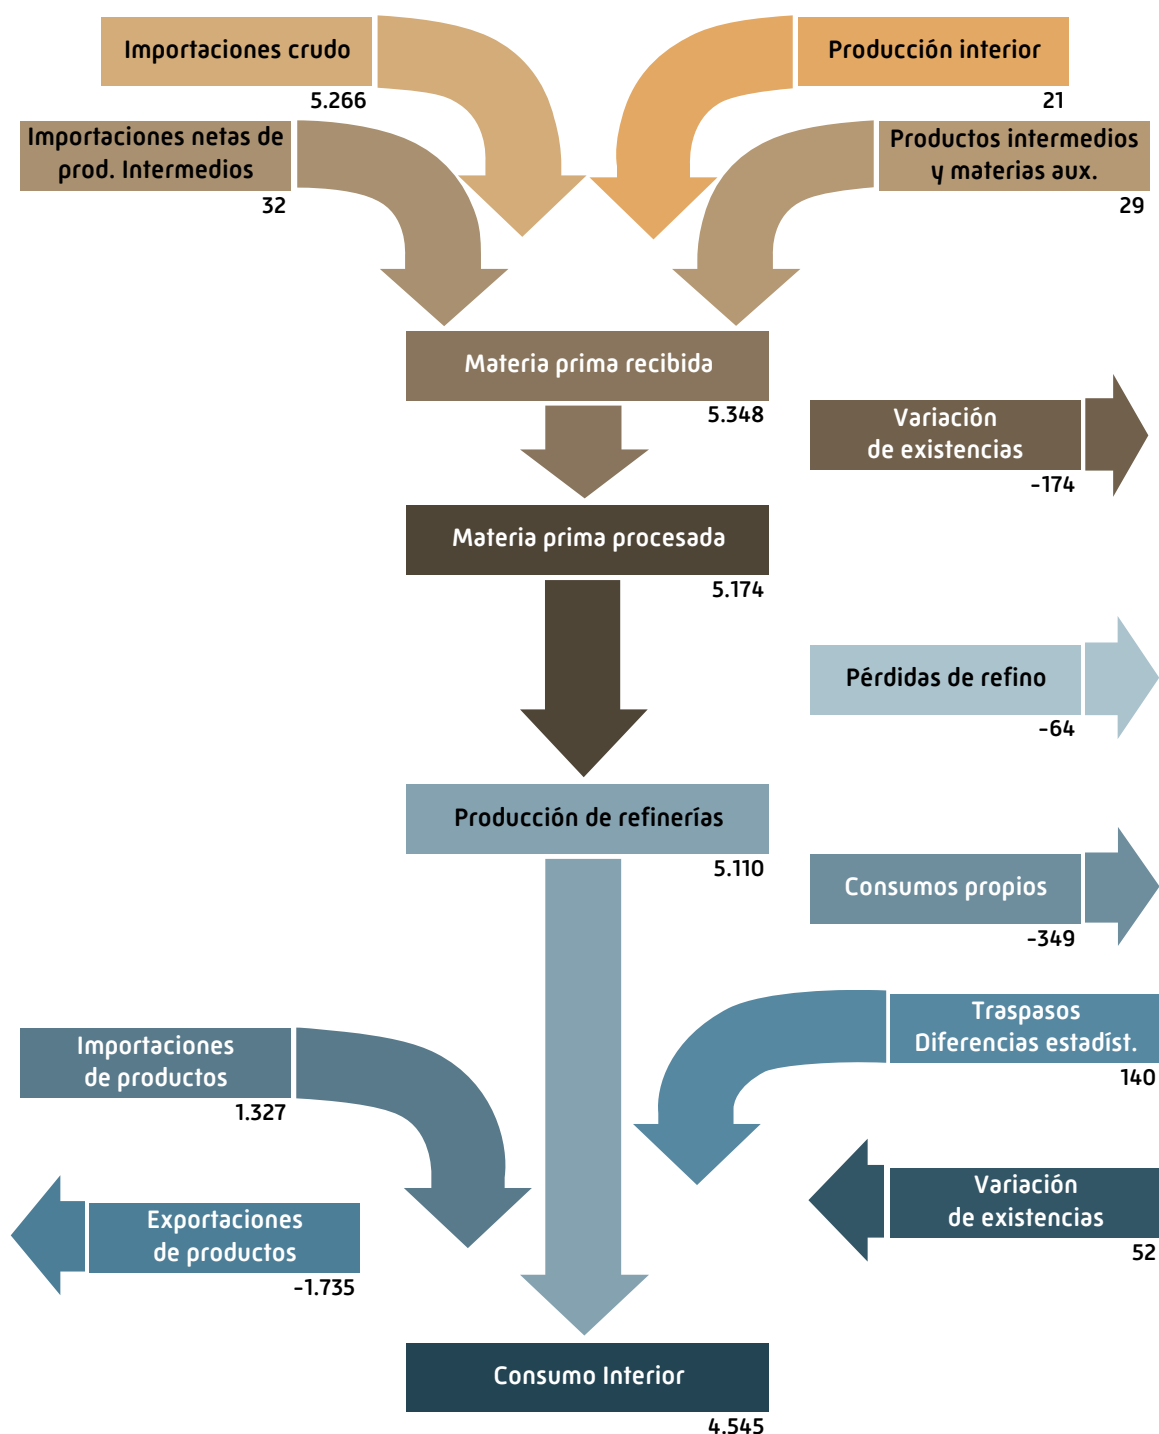 Importaciones crudo
5.266
Producción interior
21
Importaciones netas de
prod. Intermedios
32
Productos intermedios
y materias aux.
29
Materia prima recibida
5.348
Variación
de existencias
-174
Materia prima procesada
5.174
Pérdidas de refino
-64
Producción de refinerías
5.110
Consumos propios
-349
Traspasos
Diferencias estadíst.
140
Importaciones
de productos
1.327
Variación
de existencias
52
Exportaciones
de productos
-1.735
Consumo Interior
4.545